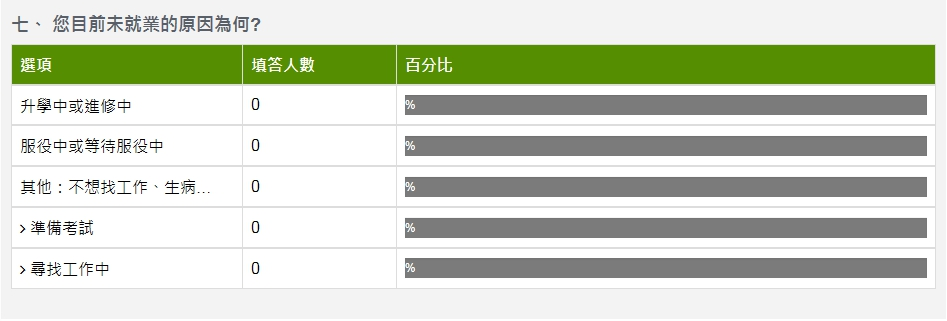 七、 您目前未就業的原因為何?
選項 填答人數 百分比
升學中或進修中 0 %
服役中或等待服役中 0 %
其他：不想找工作、生病... 0 %
> 準備考試 0 %
> 尋找工作中 0 %